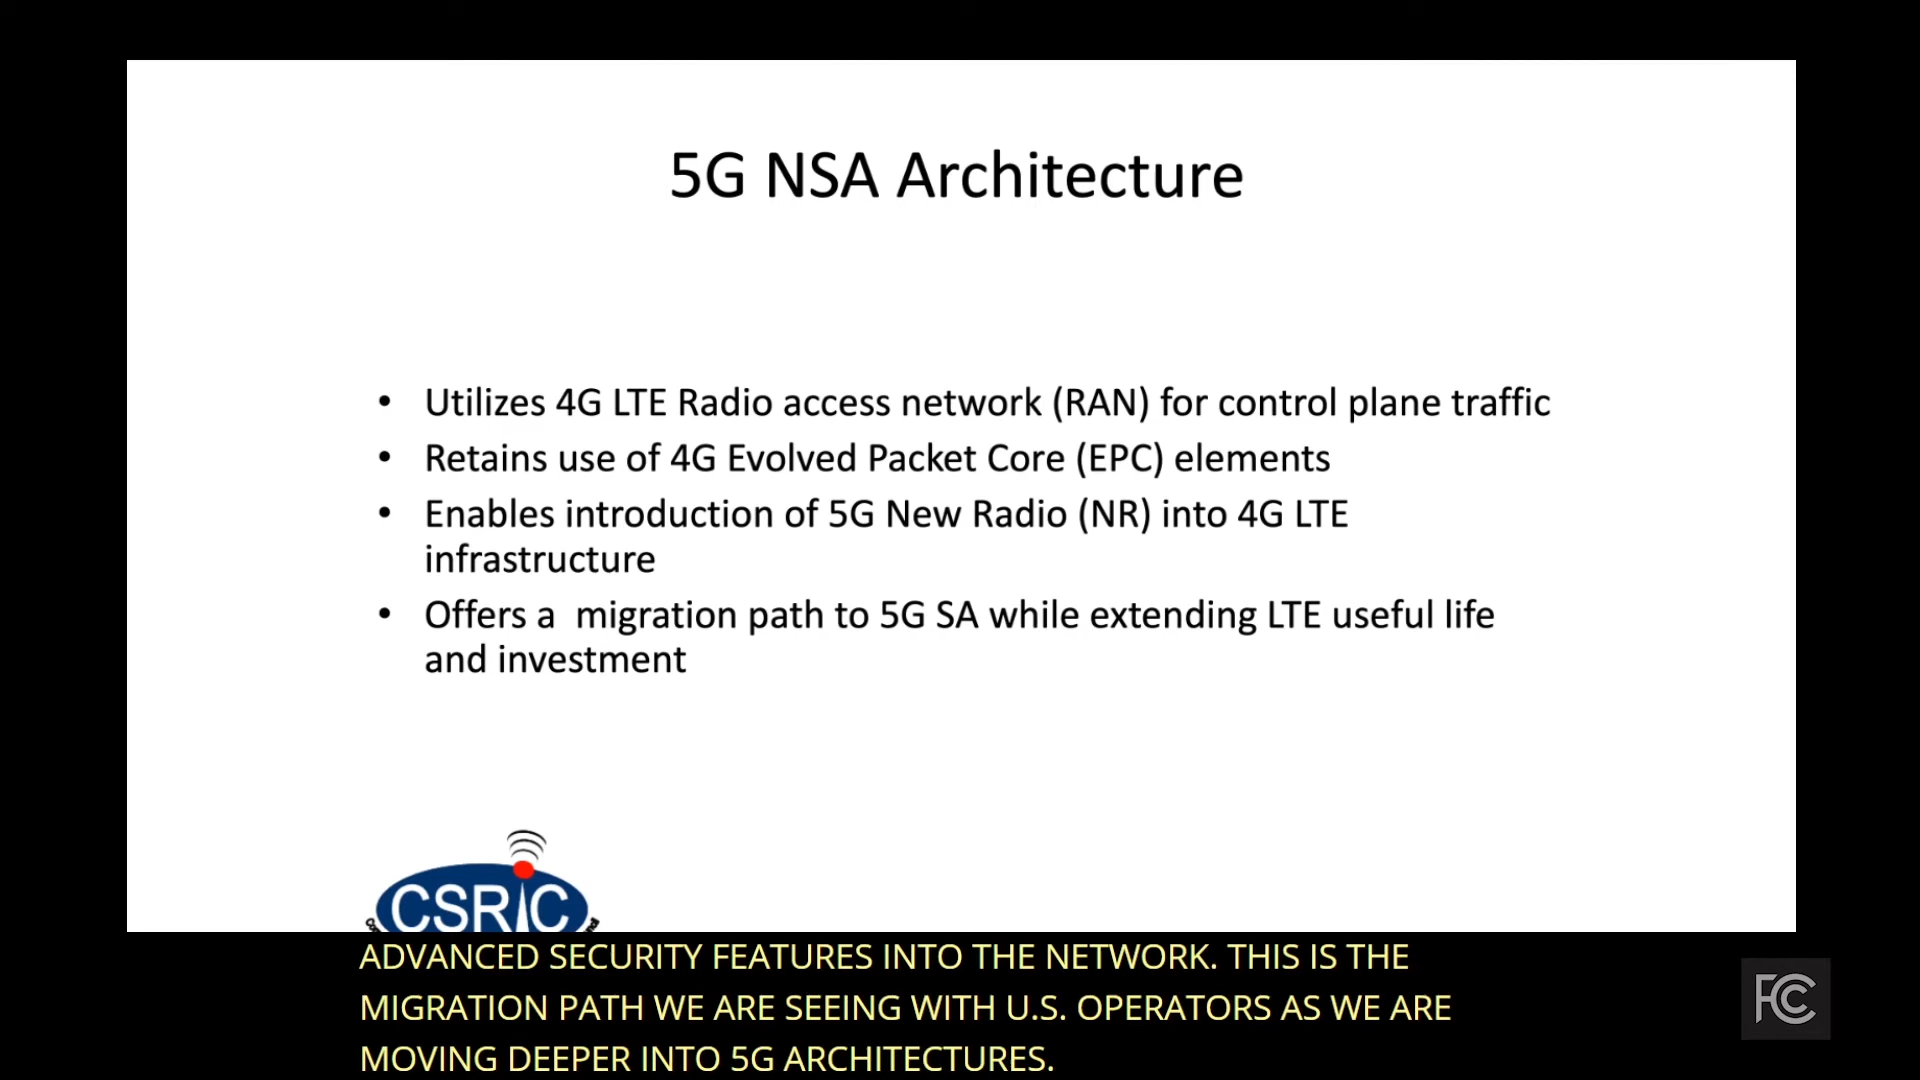 5G NSA Architecture
• Utilizes 4G LTE Radio access network (RAN) for control plane traffic
• Retains use of 4G Evolved Packet Core (EPC) elements
• Enables introduction of 5G New Radio (NR) into 4G LTE
infrastructure
• Offers a  migration path to 5G SA while extending LTE useful life
and investment
CSRIC
ADVANCED SECURITY FEATURES INTO THE NETWORK. THIS IS THE
MIGRATION PATH WE ARE SEEING WITH U.S. OPERATORS AS WE ARE
MOVING DEEPER INTO 5G ARCHITECTURES.
FCC